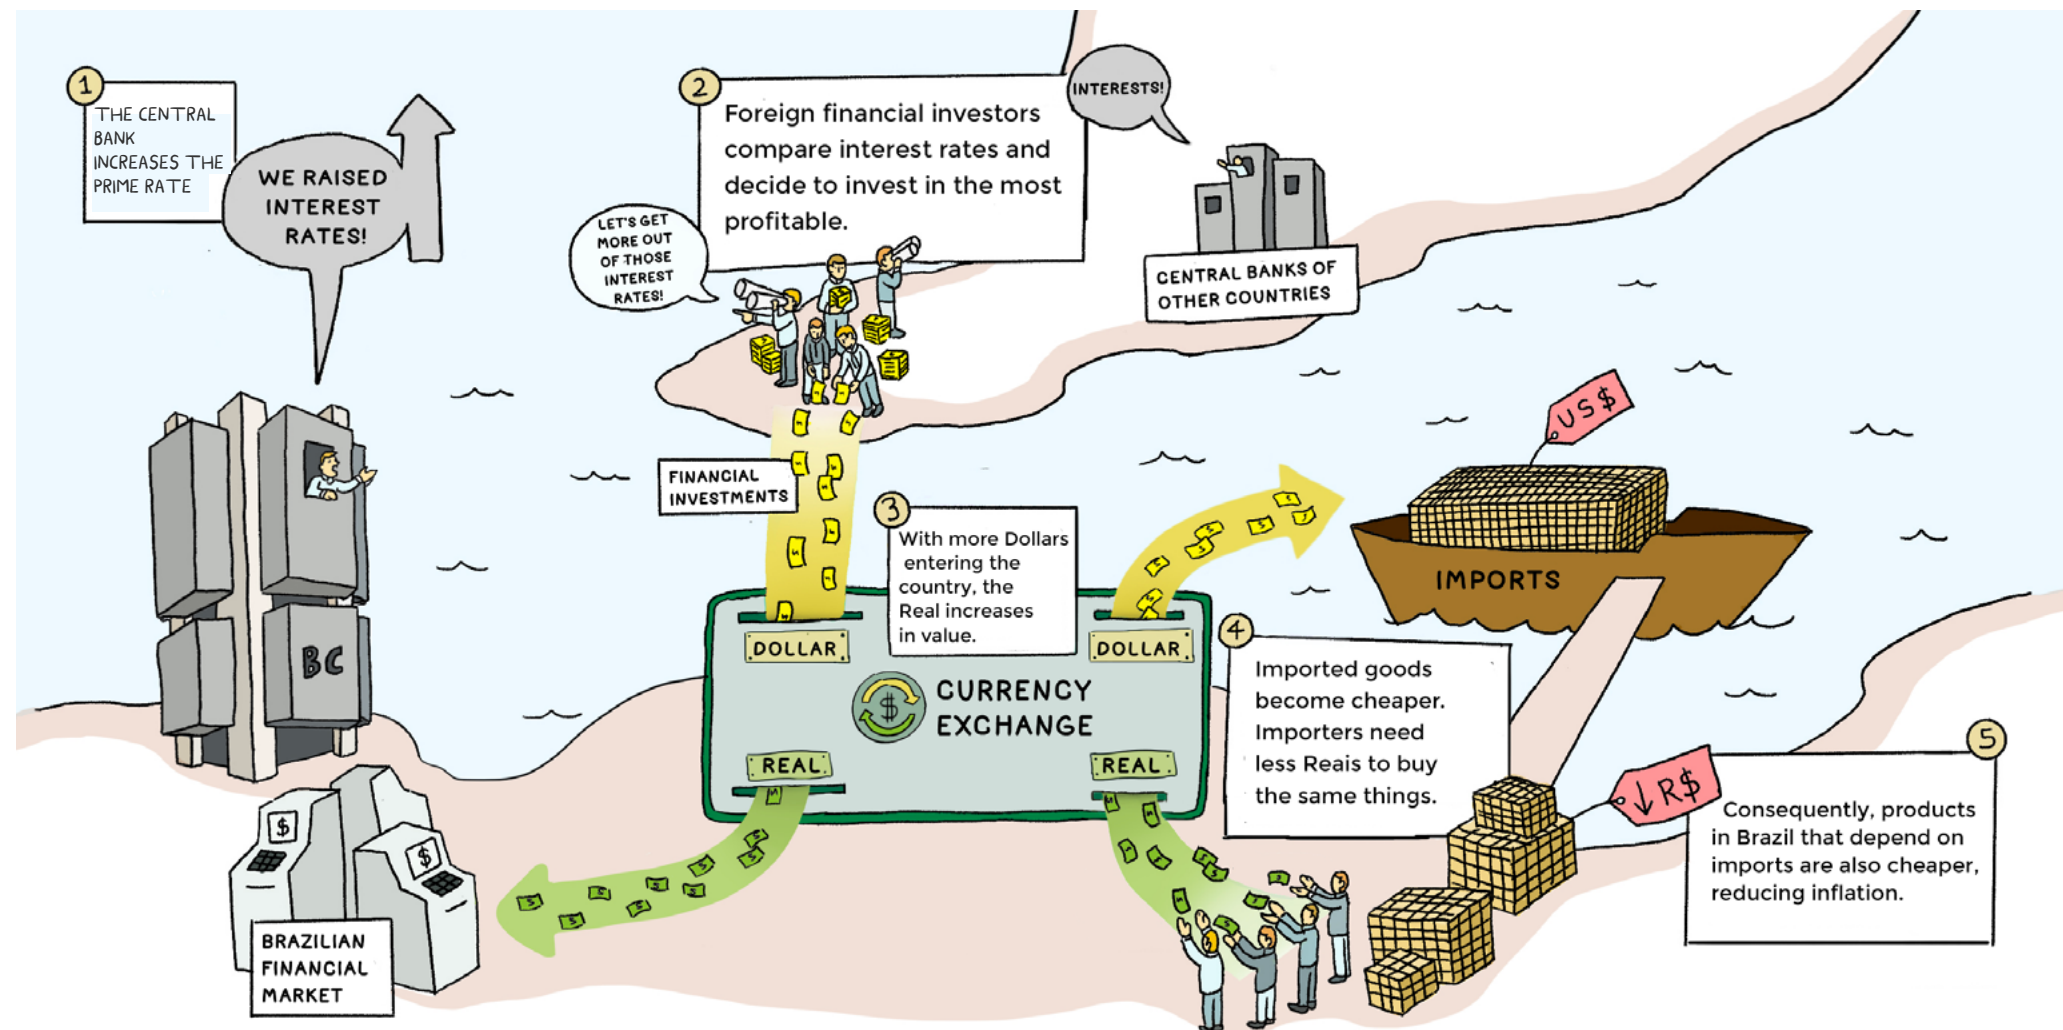 1
THE CENTRAL
BANK
INCREASES THE
PRIME RATE
WE RAISED
INTEREST
RATES!
BC
2
Foreign financial investors
compare interest rates and
decide to invest in the most
profitable.
LET'S GET
MORE OUT
OF THOSE
INTEREST
RATES!
INTERESTS!
CENTRAL BANKS OF
OTHER COUNTRIES
FINANCIAL
INVESTMENTS
3
With more Dollars
entering the
country, the
Real increases
in value.
DOLLAR
DOLLAR
$
CURRENCY
EXCHANGE
REAL
REAL
US$
IMPORTS
4
Imported goods
become cheaper.
Importers need
less Reais to buy
the same things.
5
R$
Consequently, products
in Brazil that depend on
imports are also cheaper,
reducing inflation.
$
$
BRAZILIAN
FINANCIAL
MARKET